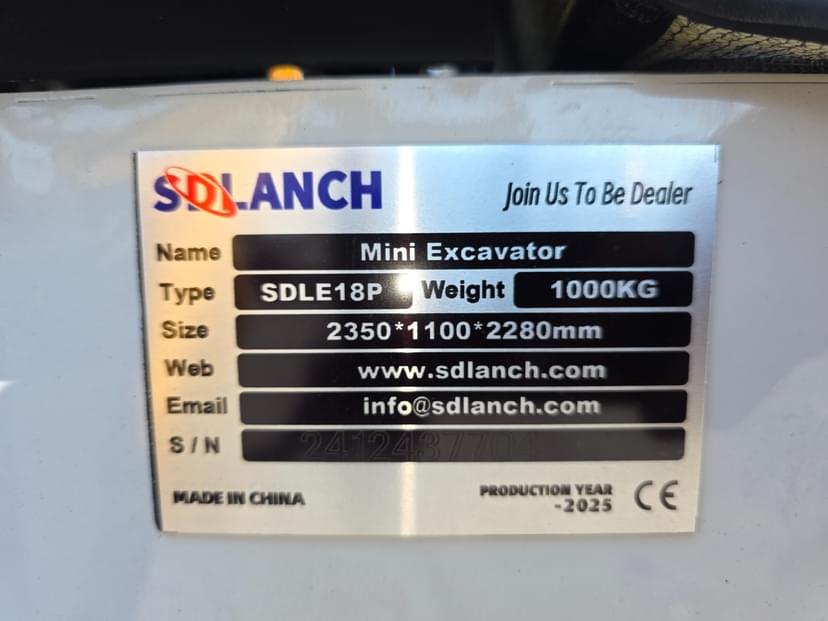 SDLANCH
Join Us To Be Dealer
Name Mini Excavator
Type SDLE18P Weight 1000KG
Size 2350*1100*2280mm
Web www.sdlanch.com
Email info@sdlanch.com
S / N 2412437701
MADE IN CHINA
PRODUCTION YEAR
-2025
CE